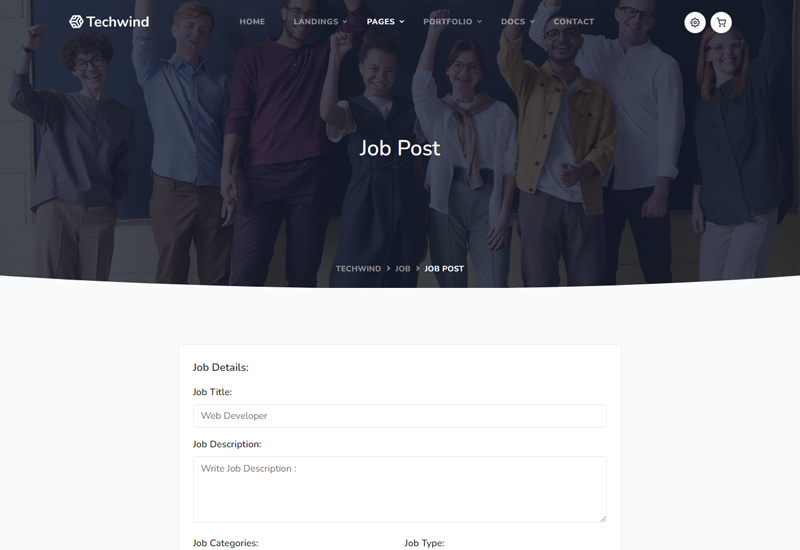 Techwind
HOME LANDINGS PAGES PORTFOLIO DOCS CONTACT
Job Post
TECHWIND > JOB > JOB POST
Job Details:
Job Title:
Web Developer
Job Description:
Write Job Description :
Job Categories: Job Type: